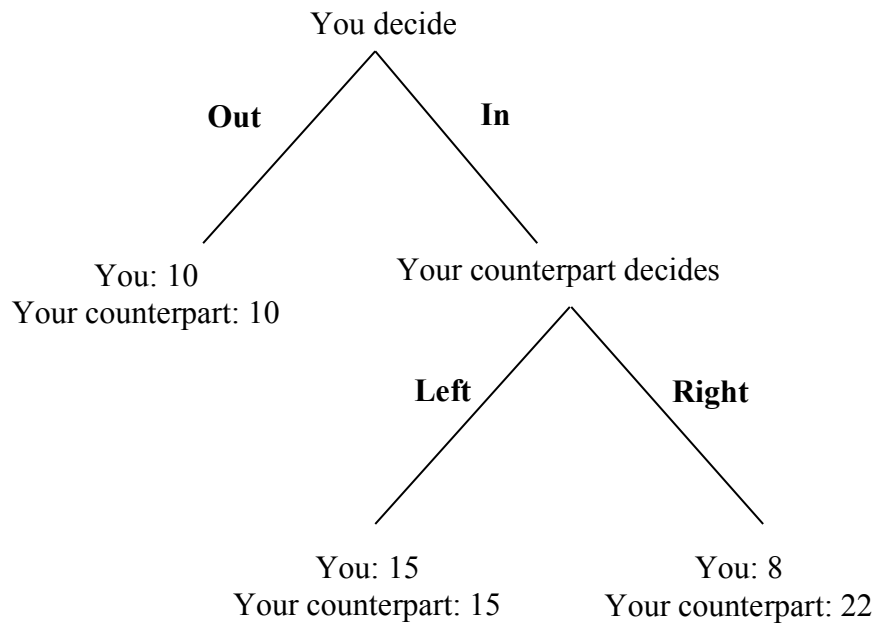 You decide
Out
In
You: 10
Your counterpart: 10
Your counterpart decides
Left
Right
You: 15
Your counterpart: 15
You: 8
Your counterpart: 22